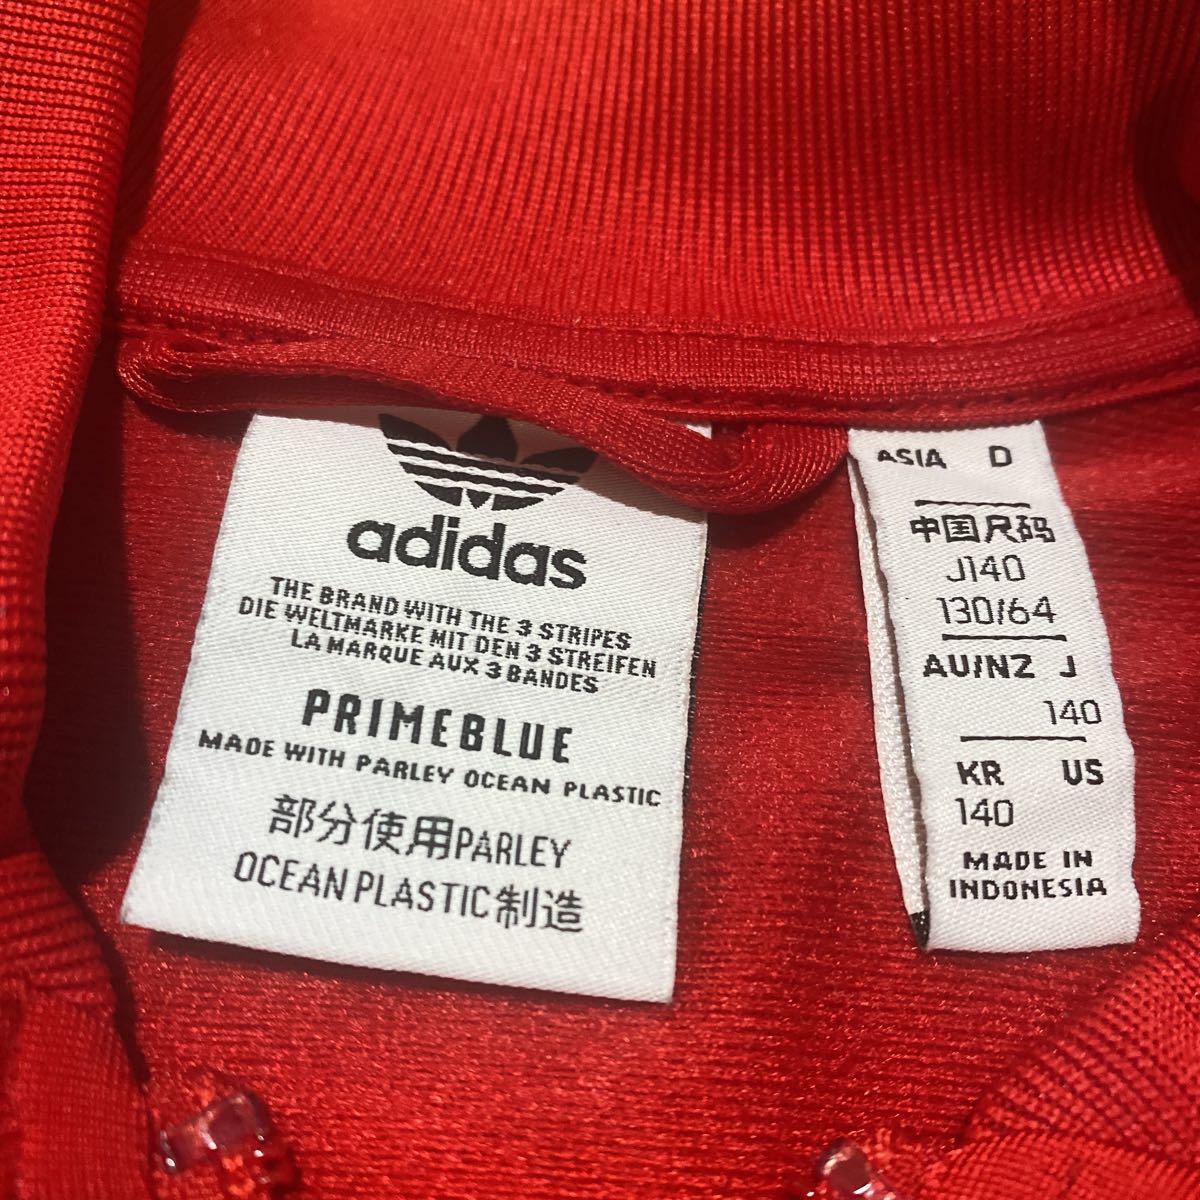 adidas
THE BRAND WITH THE 3 STRIPES
DIE WELTMARKE MIT DEN 3 STREIFEN
LA MARQUE AUX 3 BANDES
PRIMEBLUE
MADE WITH PARLEY OCEAN PLASTIC
部分使用PARLEY
OCEAN PLASTIC制造
ASIA D
中国尺码
J140
130/64
AU/NZ J
140
KR US
140
MADE IN
INDONESIA